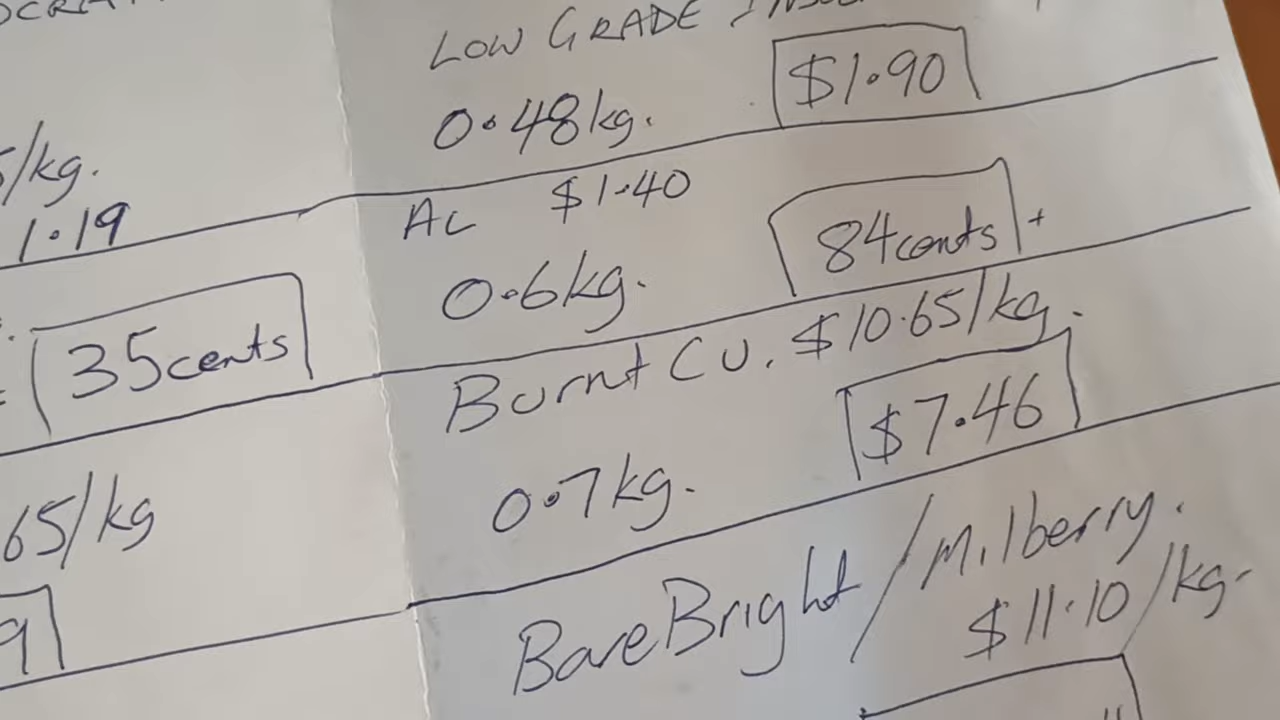 LOW GRADE
0.48kg. $1.90
/kg.
1.19
AL $1.40
0.6kg. 84cents +
35cents
Burnt CU. $10.65/kg.
0.7kg. $7.46
65/kg
9
BareBright/Milberry.
$11.10/kg.